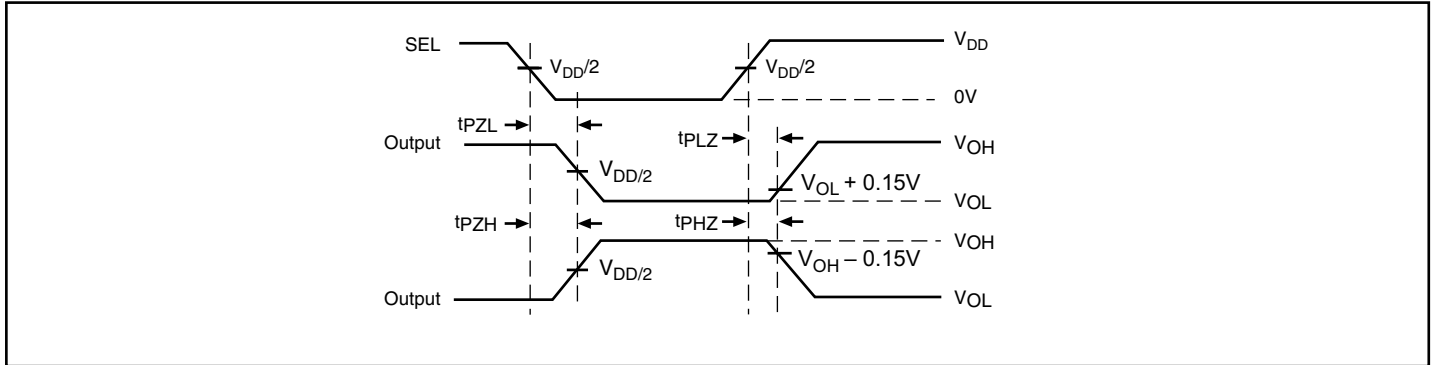 SEL
VDD/2
VDD/2
VDD
0V
tPZL
tPLZ
Output
VDD/2
VOH
VOL + 0.15V
VOL
tPZH
tPHZ
VOH
VDD/2
VOH – 0.15V
Output
VOL